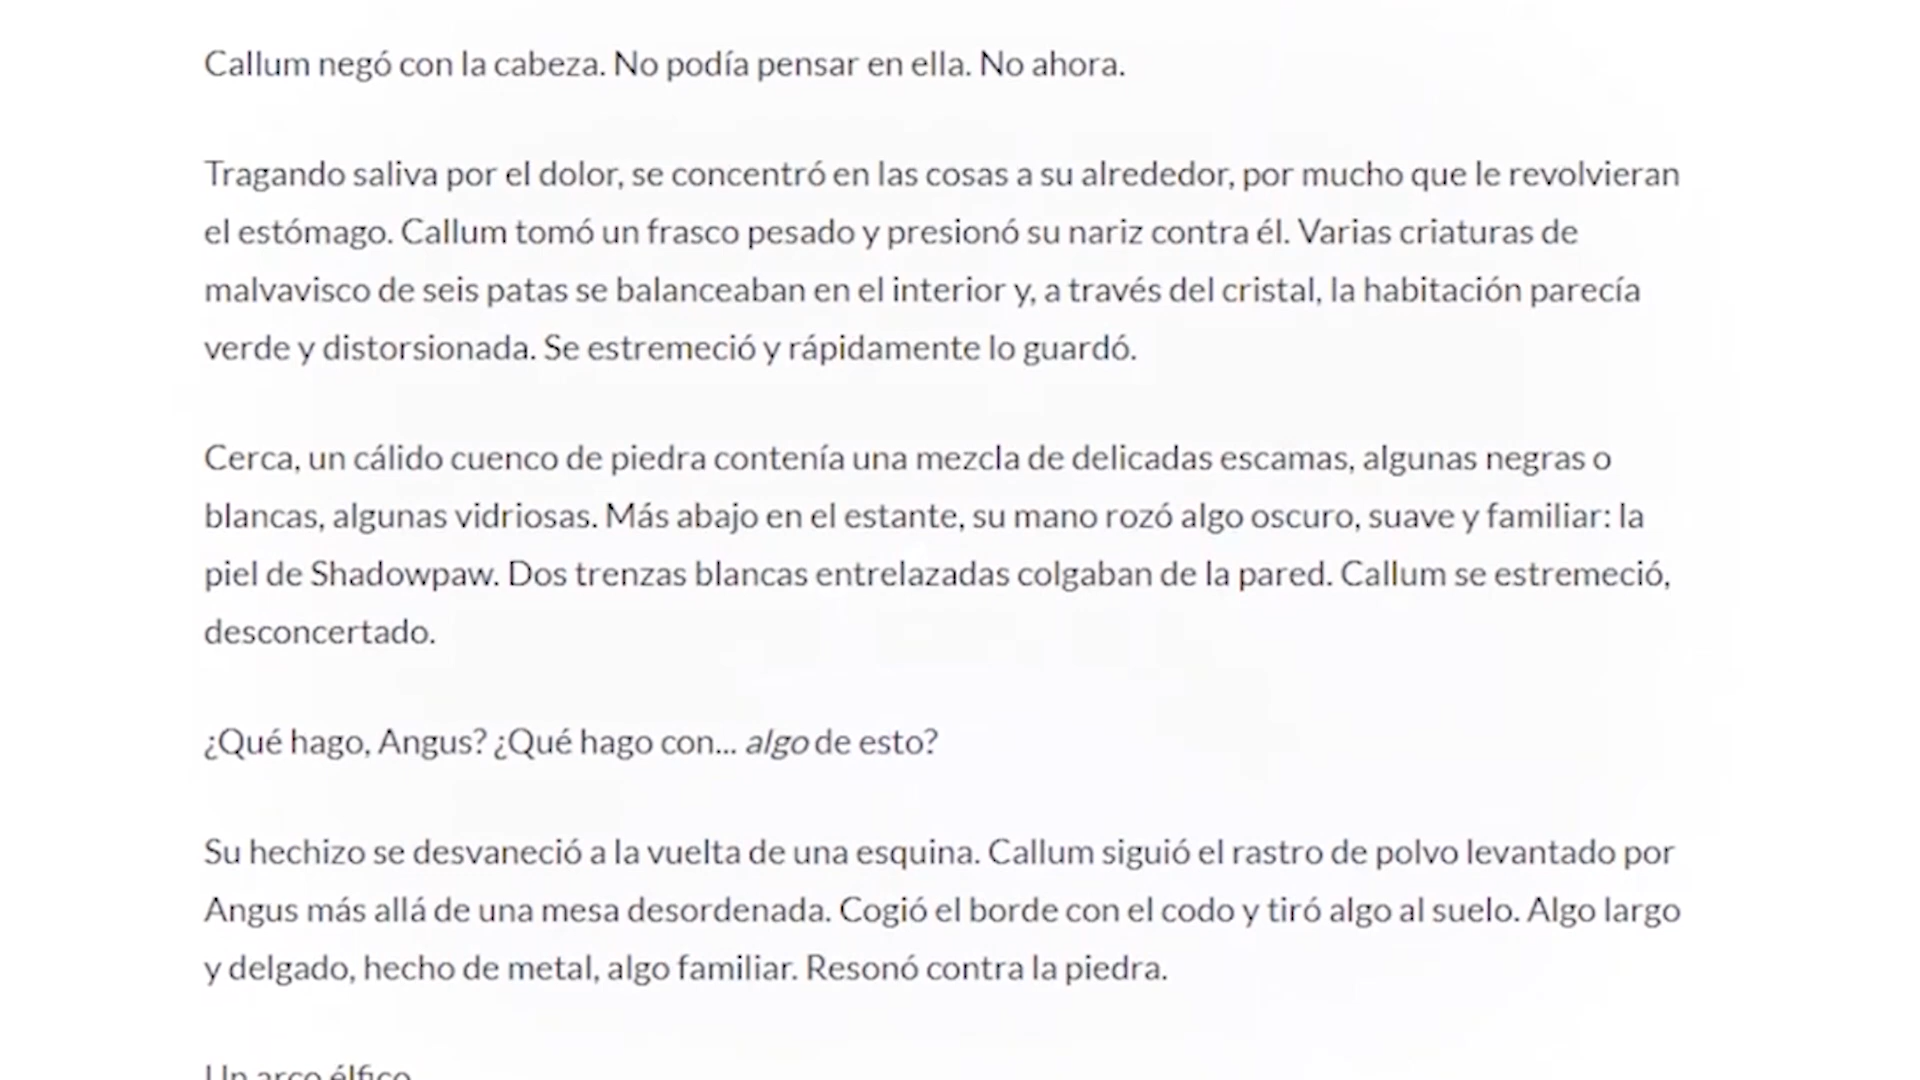 Callum negó con la cabeza. No podía pensar en ella. No ahora.
Tragando saliva por el dolor, se concentró en las cosas a su alrededor, por mucho que le revolvieran
el estómago. Callum tomó un frasco pesado y presionó su nariz contra él. Varias criaturas de
malvavisco de seis patas se balanceaban en el interior y, a través del cristal, la habitación parecía
verde y distorsionada. Se estremeció y rápidamente lo guardó.
Cerca, un cálido cuenco de piedra contenía una mezcla de delicadas escamas, algunas negras o
blancas, algunas vidriosas. Más abajo en el estante, su mano rozó algo oscuro, suave y familiar: la
piel de Shadowpaw. Dos trenzas blancas entrelazadas colgaban de la pared. Callum se estremeció,
desconcertado.
¿Qué hago, Angus? ¿Qué hago con... algo de esto?
Su hechizo se desvaneció a la vuelta de una esquina. Callum siguió el rastro de polvo levantado por
Angus más allá de una mesa desordenada. Cogió el borde con el codo y tiró algo al suelo. Algo largo
y delgado, hecho de metal, algo familiar. Resonó contra la piedra.
Un arco élfico